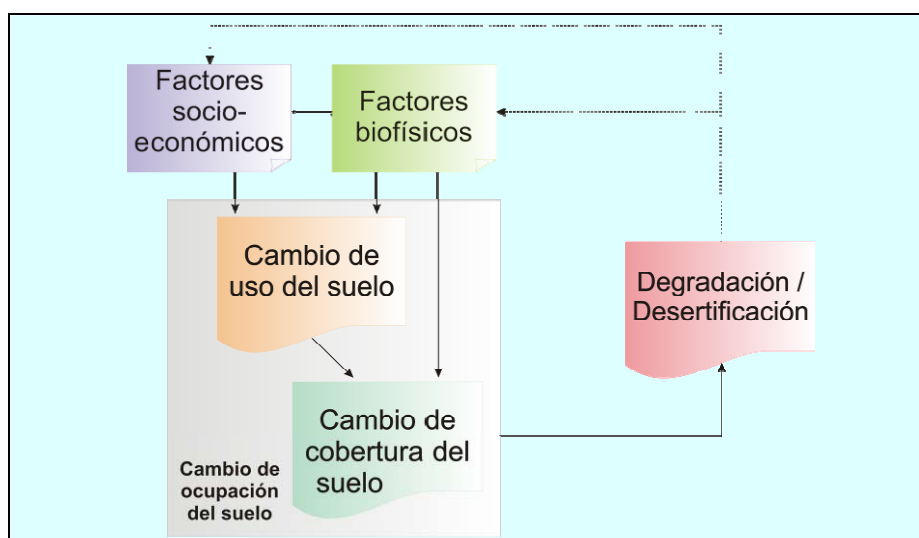 Factores
socio-
económicos
Factores
biofísicos
Cambio de
uso del suelo
Degradación /
Desertificación
Cambio de
cobertura del
suelo
Cambio de
ocupación
del suelo